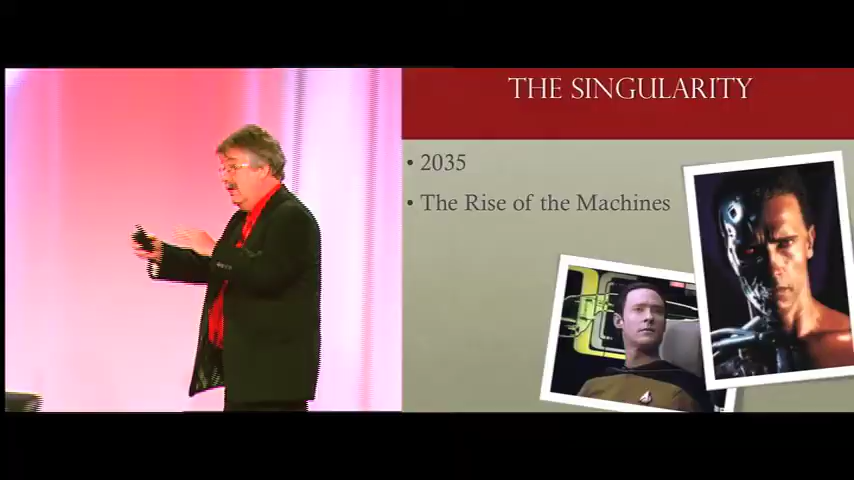 THE SINGULARITY
• 2035
• The Rise of the Machines